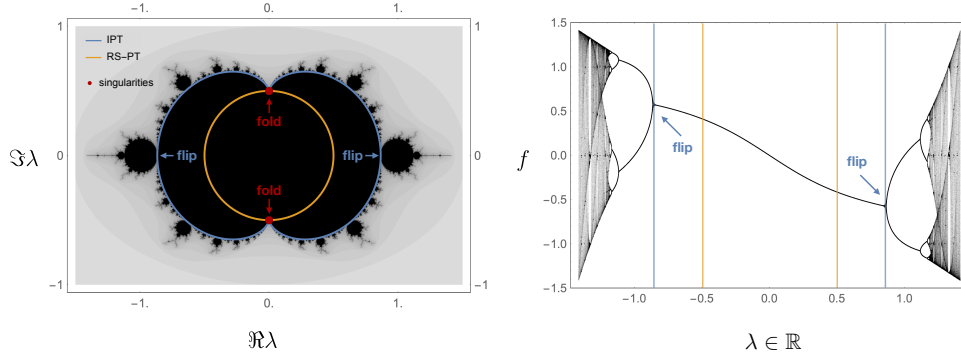 −1. 0. 1.
1 1
IPT
RS−PT
singularities
fold
ℑλ 0 flip flip 0
fold
−1 −1
−1. 0. 1.
ℜλ
1.5
1.0
0.5
flip
f 0.0
flip
−0.5
−1.0
−1.5
−1.0 −0.5 0.0 0.5 1.0
λ ∈ ℝ